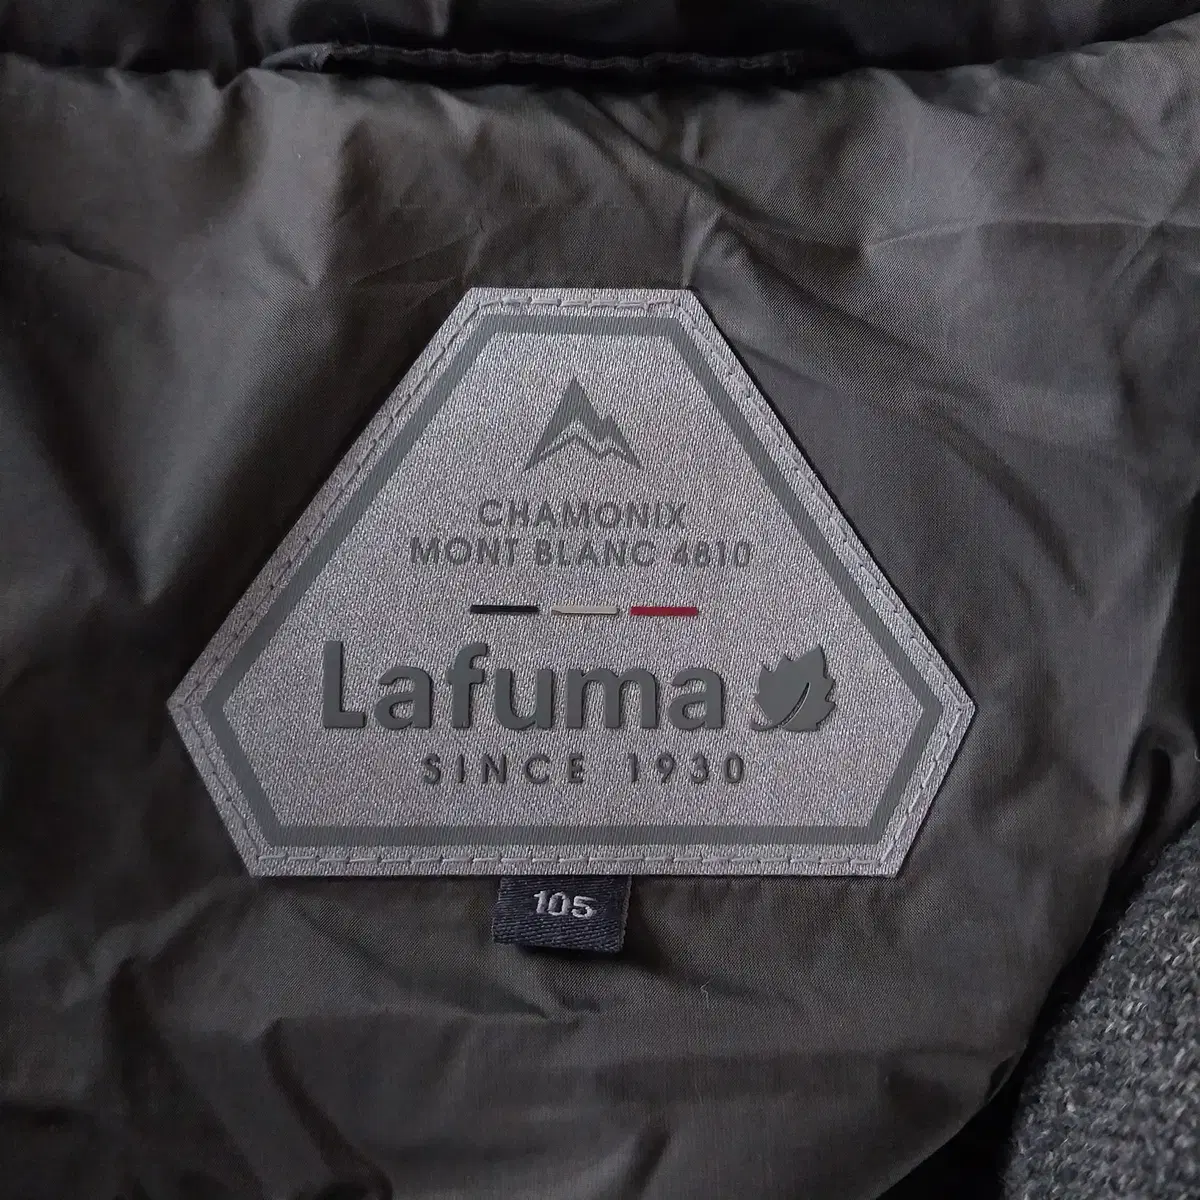 CHAMONIX
MONT BLANC 4810
Lafuma
SINCE 1930
105